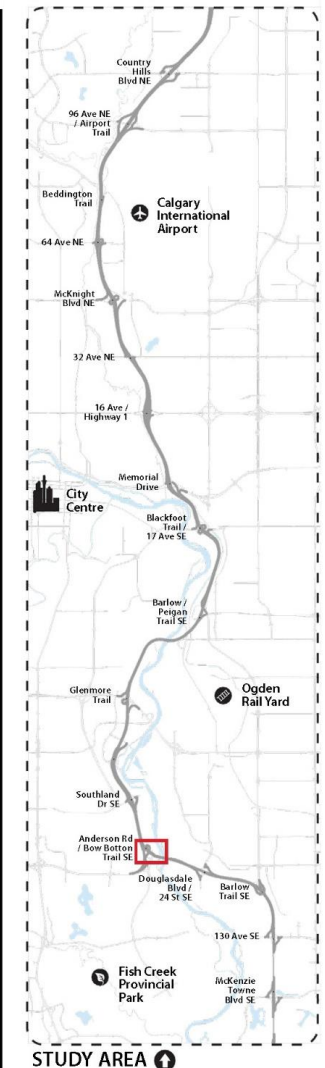 Country
Hills
Blvd NE
96 Ave NE
/ Airport
Trail
Beddington
Trail
Calgary
International
Airport
64 Ave NE
McKnight
Blvd NE
32 Ave NE
16 Ave /
Highway 1
Memorial
Drive
City
Centre
Blackfoot
Trail /
17 Ave SE
Barlow /
Peigan
Trail SE
Glenmore
Trail
Ogden
Rail Yard
Southland
Dr SE
Anderson Rd
/ Bow Botton
Trail SE
Douglasdale
Blvd /
24 St SE
Barlow
Trail SE
130 Ave SE
Fish Creek
Provincial
Park
McKenzie
Towne
Blvd SE
STUDY AREA